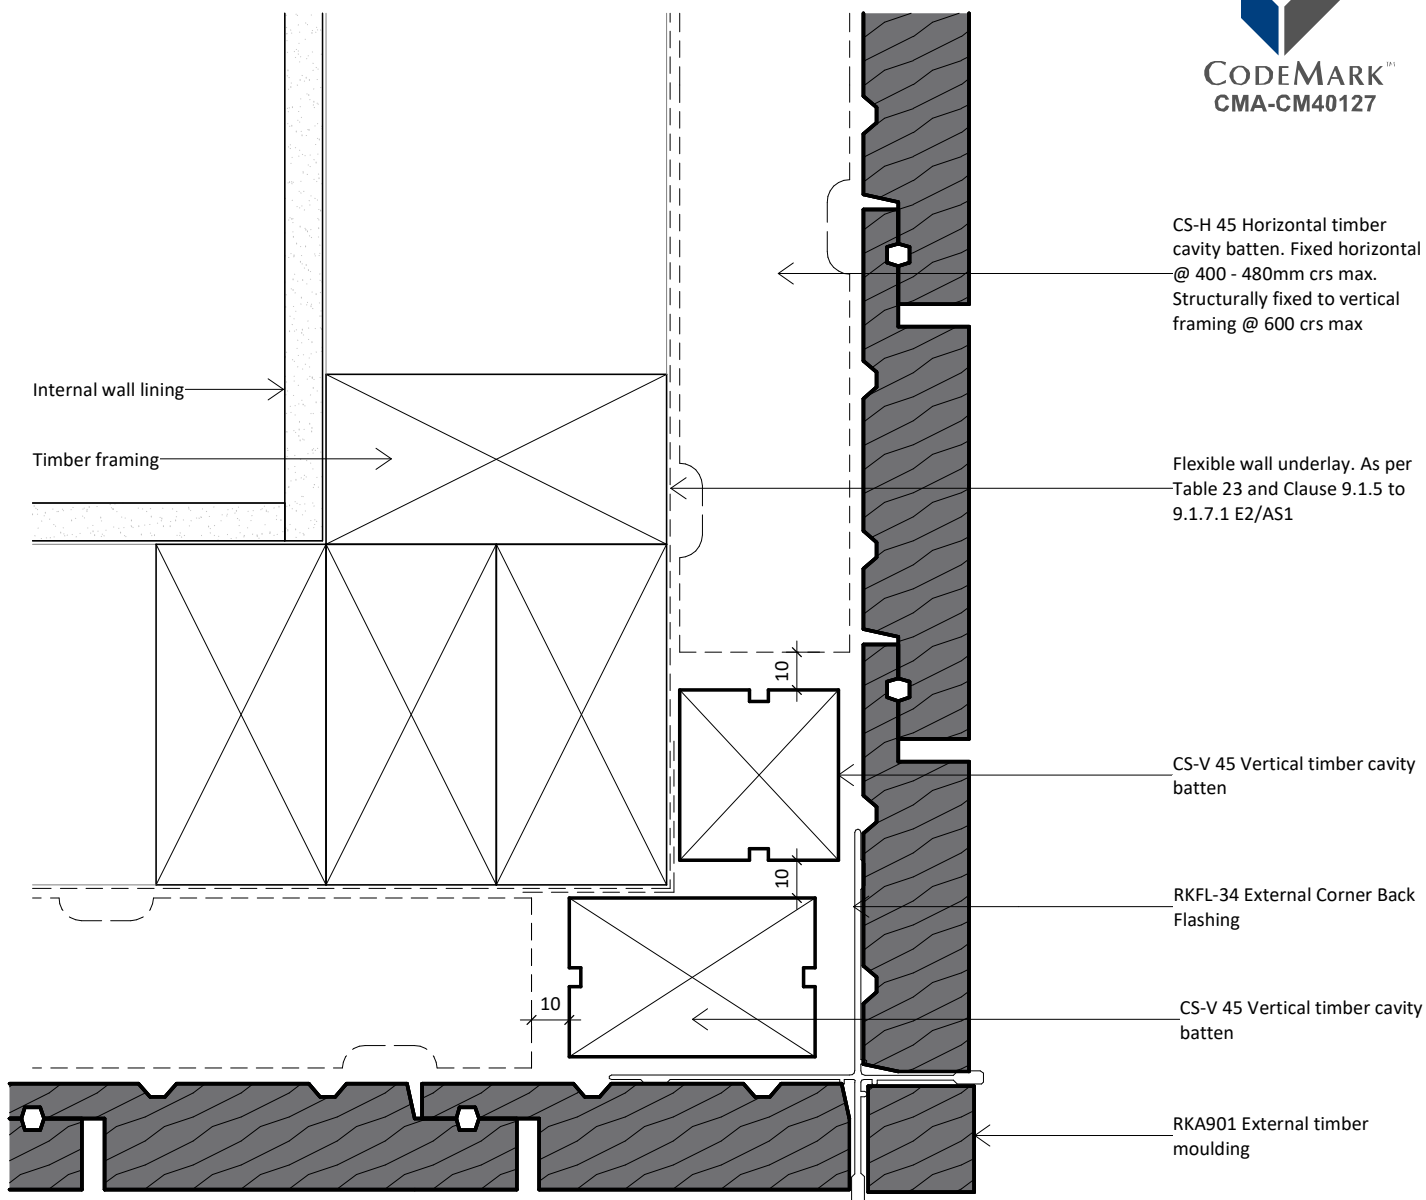 CODEMARK™
CMA-CM40127
CS-H 45 Horizontal timber
cavity batten. Fixed horizontal
@ 400 - 480mm crs max.
Structurally fixed to vertical
framing @ 600 crs max
Internal wall lining
Timber framing
Flexible wall underlay. As per
Table 23 and Clause 9.1.5 to
9.1.7.1 E2/AS1
10
CS-V 45 Vertical timber cavity
batten
10
RKFL-34 External Corner Back
Flashing
10
CS-V 45 Vertical timber cavity
batten
RKA901 External timber
moulding